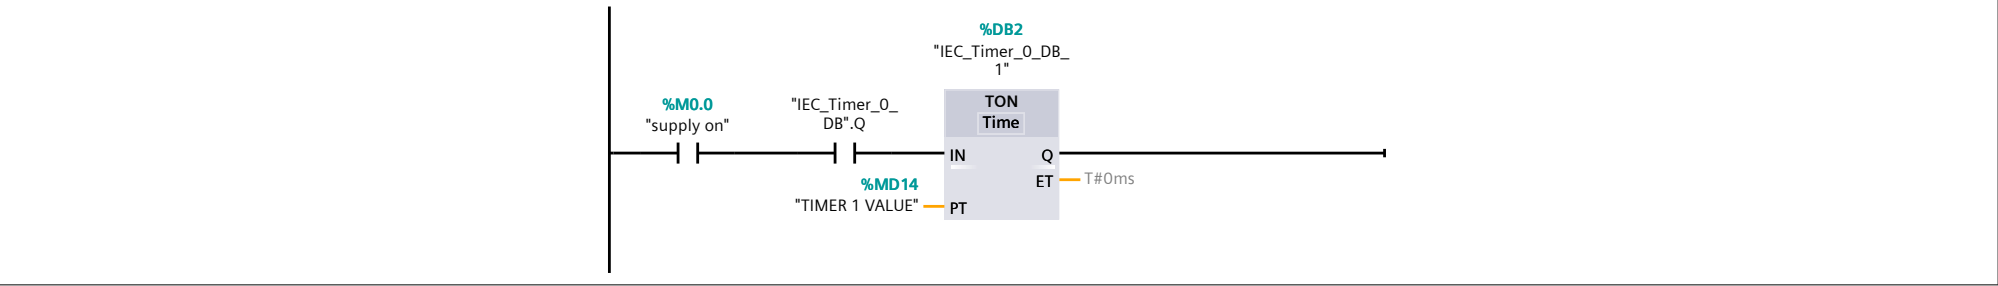 %DB2
"IEC_Timer_0_DB_
1"
%M0.0
"supply on"
"IEC_Timer_0_
DB".Q
TON
Time
IN
Q
%MD14
"TIMER 1 VALUE"
PT
ET
T#0ms